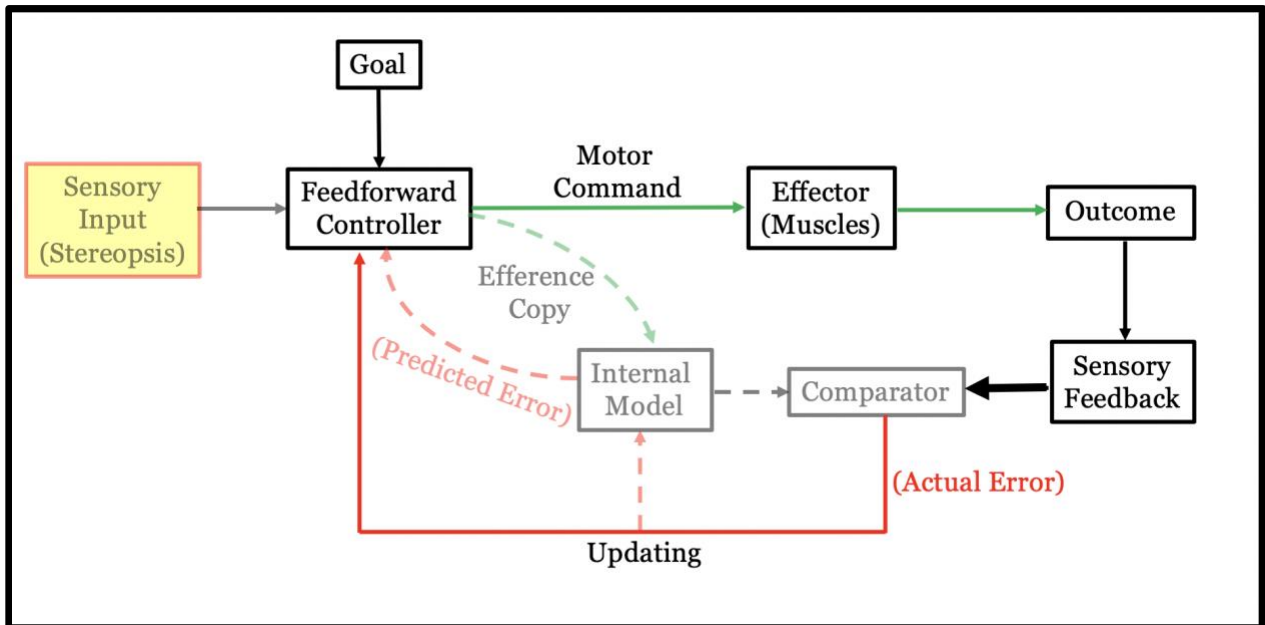 Goal
Sensory
Input
(Stereopsis)
Feedforward
Controller
Motor
Command
Effector
(Muscles)
Outcome
Efference
Copy
(Predicted Error)
Internal
Model
Comparator
Sensory
Feedback
(Actual Error)
Updating